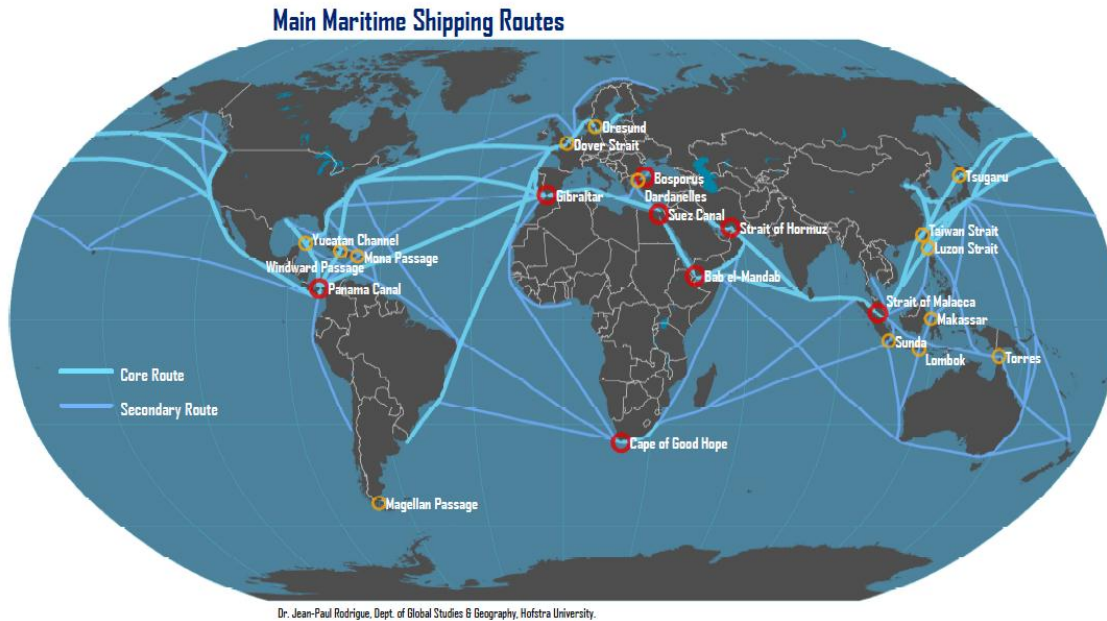 Main Maritime Shipping Routes
Oresund
Dover Strait
Bosporus
Tsugaru
Gibraltar
Dardanelles
Suez Canal
Strait of Hormuz
Taiwan Strait
Yucatan Channel
Luzon Strait
Mona Passage
Windward Passage
Bab el-Mandab
Panama Canal
Strait of Malacca
Makassar
Sunda
Lombok
Torres
Core Route
Secondary Route
Cape of Good Hope
Magellan Passage
Dr. Jean-Paul Rodrigue, Dept. of Global Studies & Geography, Hofstra University.